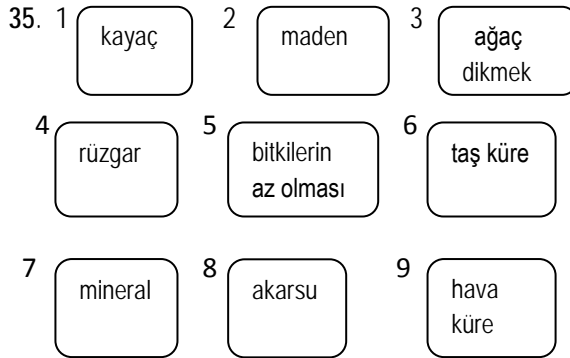 35. 1 kayaç 2 maden 3 ağaç
dikmek
4 rüzgar 5 bitkilerin 6 taş küre
az olması
7 mineral 8 akarsu 9 hava
küre